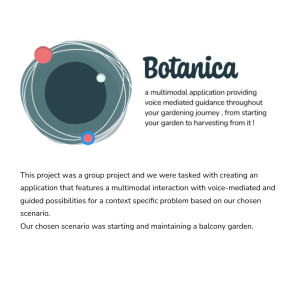 Botanica
a multimodal application providing
voice mediated guidance throughout
your gardening journey , from starting
your garden to harvesting from it !
This project was a group project and we were tasked with creating an
application that features a multimodal interaction with voice-mediated and
guided possibilities for a context specific problem based on our chosen
scenario.
Our chosen scenario was starting and maintaining a balcony garden.